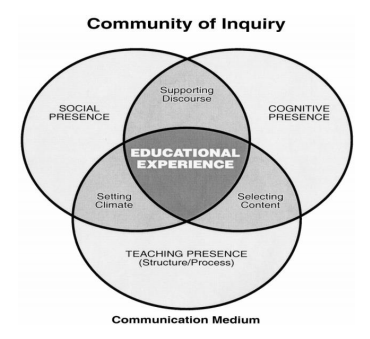 Community of Inquiry
Supporting
Discourse
SOCIAL
PRESENCE
COGNITIVE
PRESENCE
EDUCATIONAL
EXPERIENCE
Setting
Climate
Selecting
Content
TEACHING PRESENCE
(Structure/Process)
Communication Medium